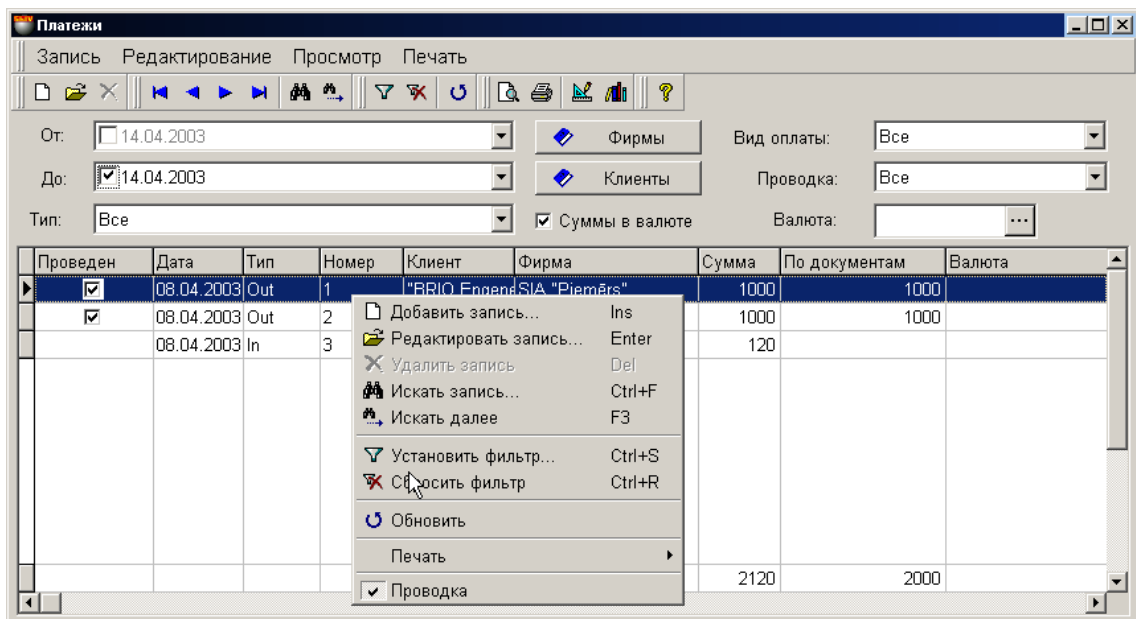 Платежи
Запись Редактирование Просмотр Печать
От: 14.04.2003 Фирмы Вид оплаты: Все
До: 14.04.2003 Клиенты Проводка: Все
Тип: Все Суммы в валюте Валюта: ...
Проведен Дата Тип Номер Клиент Фирма Сумма По документам Валюта
08.04.2003 Out 1 "BRIO Engene SIA "Piemērs" 1000 1000
08.04.2003 Out 2 1000 1000
08.04.2003 In 3 120
Добавить запись... Ins
Редактировать запись... Enter
Удалить запись Del
Искать запись... Ctrl+F
Искать далее F3
Установить фильтр... Ctrl+S
Сбросить фильтр Ctrl+R
Обновить
Печать
Проводка
2120 2000